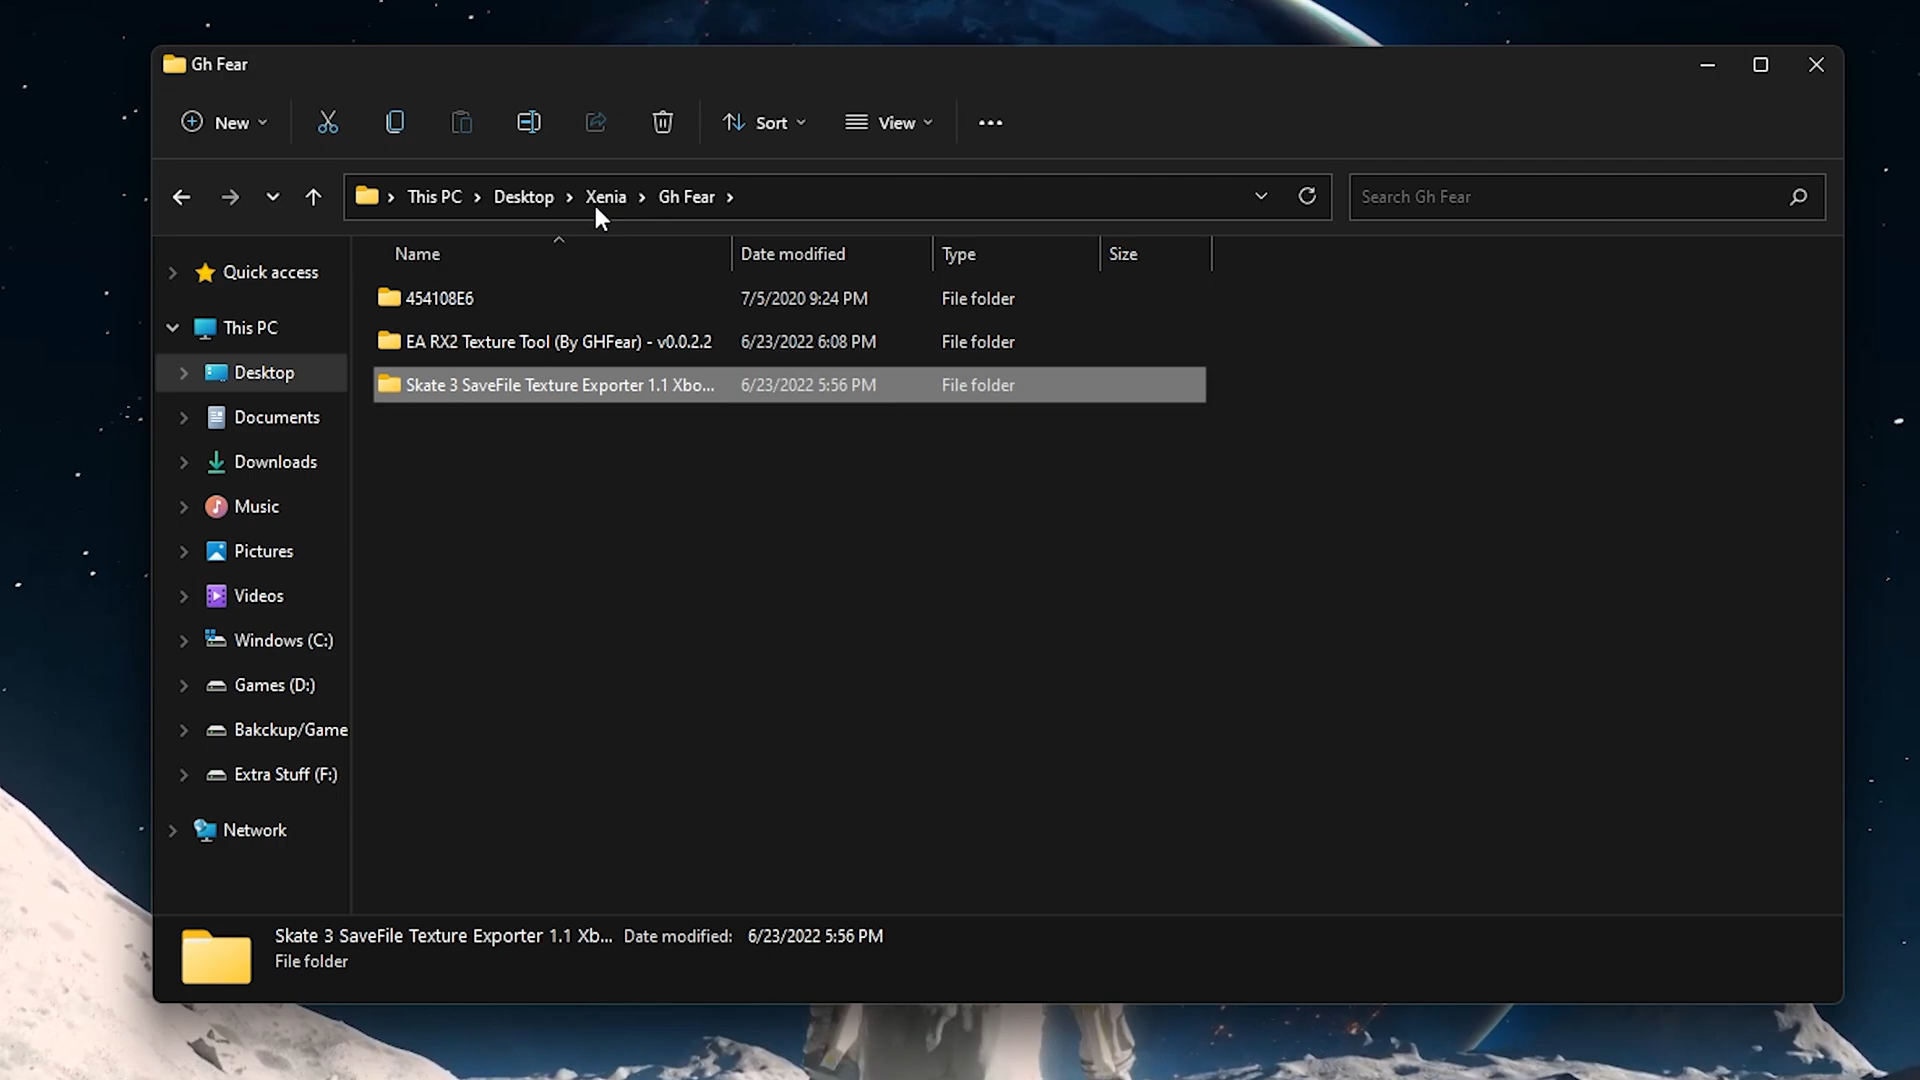 Gh Fear
New
Sort
View
This PC
Desktop
Xenia
Gh Fear
Search Gh Fear
Name
Date modified
Type
Size
454108E6
7/5/2020 9:24 PM
File folder
EA RX2 Texture Tool (By GHFear) - v0.0.2.2
6/23/2022 6:08 PM
File folder
Skate 3 SaveFile Texture Exporter 1.1 Xbo...
6/23/2022 5:56 PM
File folder
Quick access
This PC
Desktop
Documents
Downloads
Music
Pictures
Videos
Windows (C:)
Games (D:)
Bakckup/Game
Extra Stuff (F:)
Network
Skate 3 SaveFile Texture Exporter 1.1 Xb...
Date modified: 6/23/2022 5:56 PM
File folder